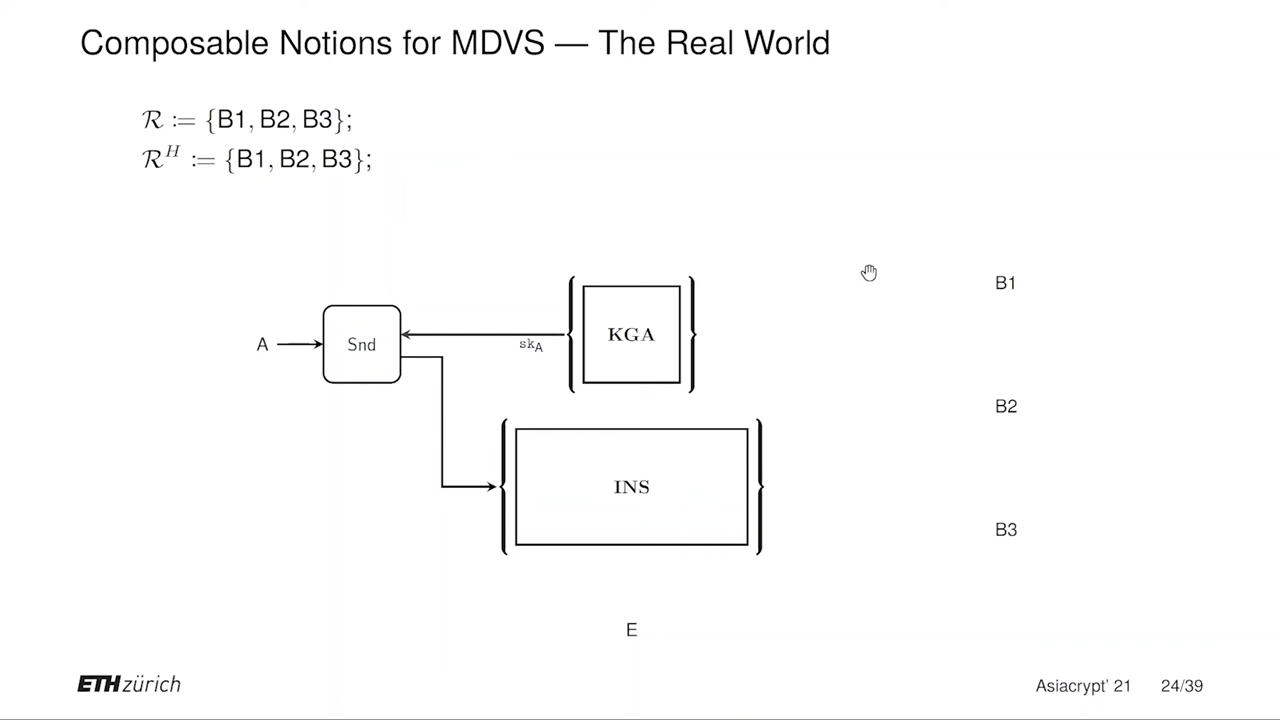 Composable Notions for MDVS — The Real World
ℛ := {B1, B2, B3};
ℛᴴ := {B1, B2, B3};
B1
KGA
A
Snd
sk_A
B2
INS
B3
E
ETH zürich
Asiacrypt' 21 24/39